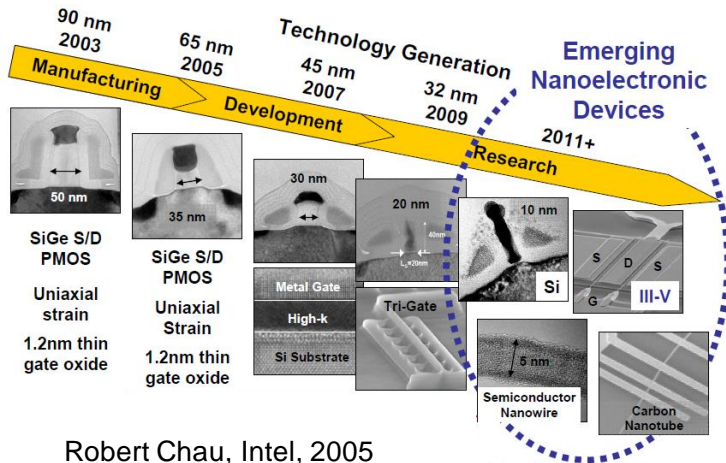 Technology Generation
90 nm
2003
65 nm
2005
45 nm
2007
32 nm
2009
2011+
Manufacturing
Development
Research
Emerging
Nanoelectronic
Devices
50 nm
35 nm
30 nm
20 nm
40nm
10 nm
Si
S
D
S
G
III-V
SiGe S/D
PMOS
Uniaxial
strain
1.2nm thin
gate oxide
SiGe S/D
PMOS
Uniaxial
Strain
1.2nm thin
gate oxide
Metal Gate
High-k
Si Substrate
Tri-Gate
5 nm
Semiconductor
Nanowire
Carbon
Nanotube
Robert Chau, Intel, 2005